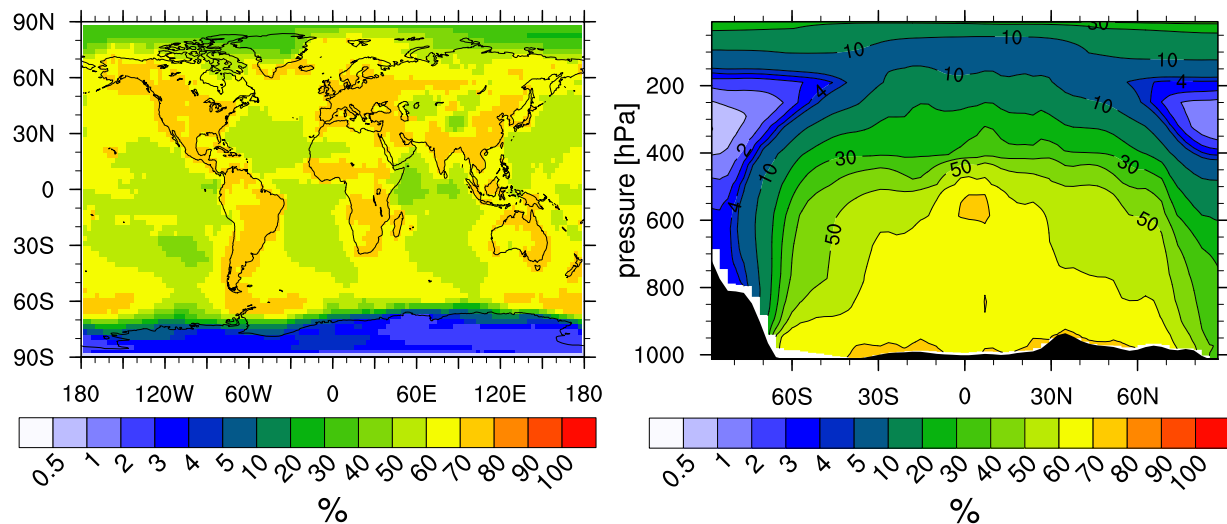 90N
60N
30N
0
30S
60S
90S
180 120W 60W 0 60E 120E 180
0.5 1 2 3 4 5 10 20 30 40 50 60 70 80 90 100
%
pressure [hPa]
200
400
600
800
1000
30
10 10
10
4 4
10
2
10 30 30
50
4
50 50
60S 30S 0 30N 60N
0.5 1 2 3 4 5 10 20 30 40 50 60 70 80 90 100
%